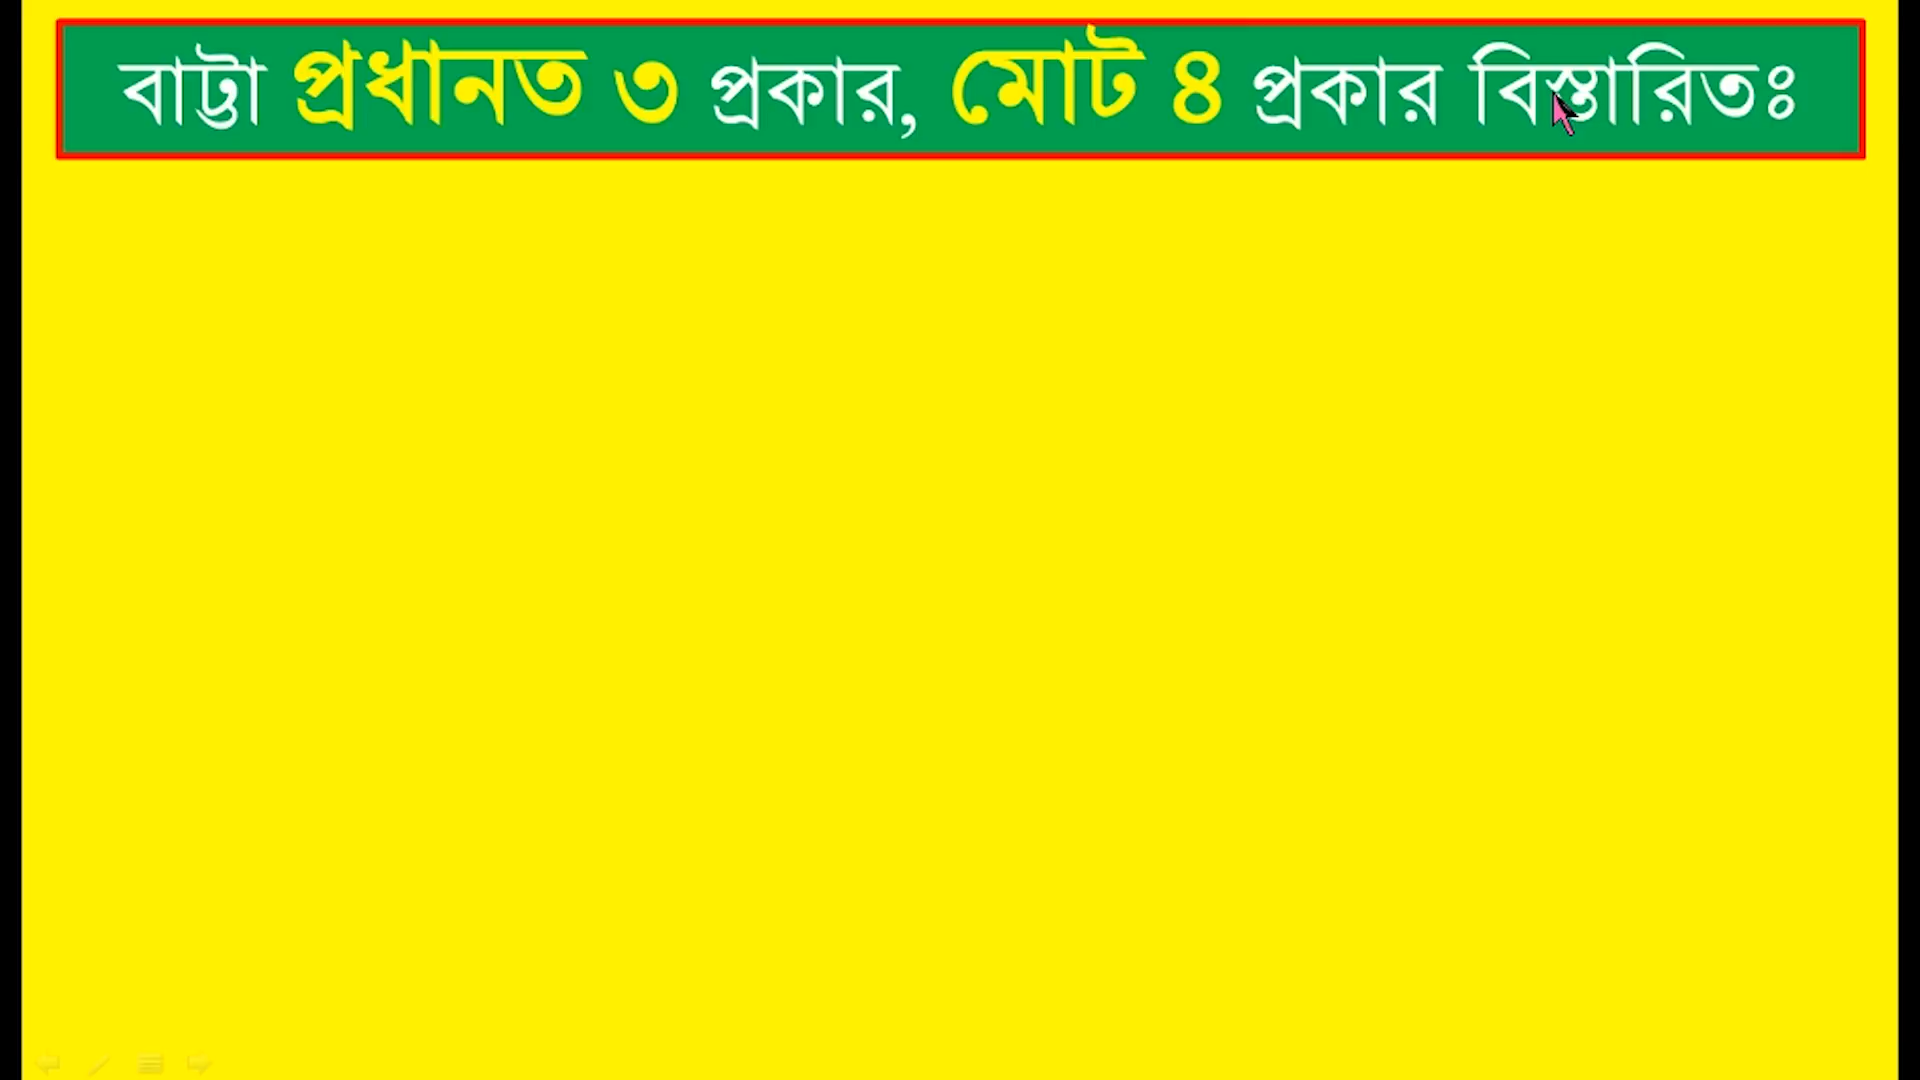 বাট্টা প্রধানত ৩ প্রকার, মোট ৪ প্রকার বিস্তারিতঃ